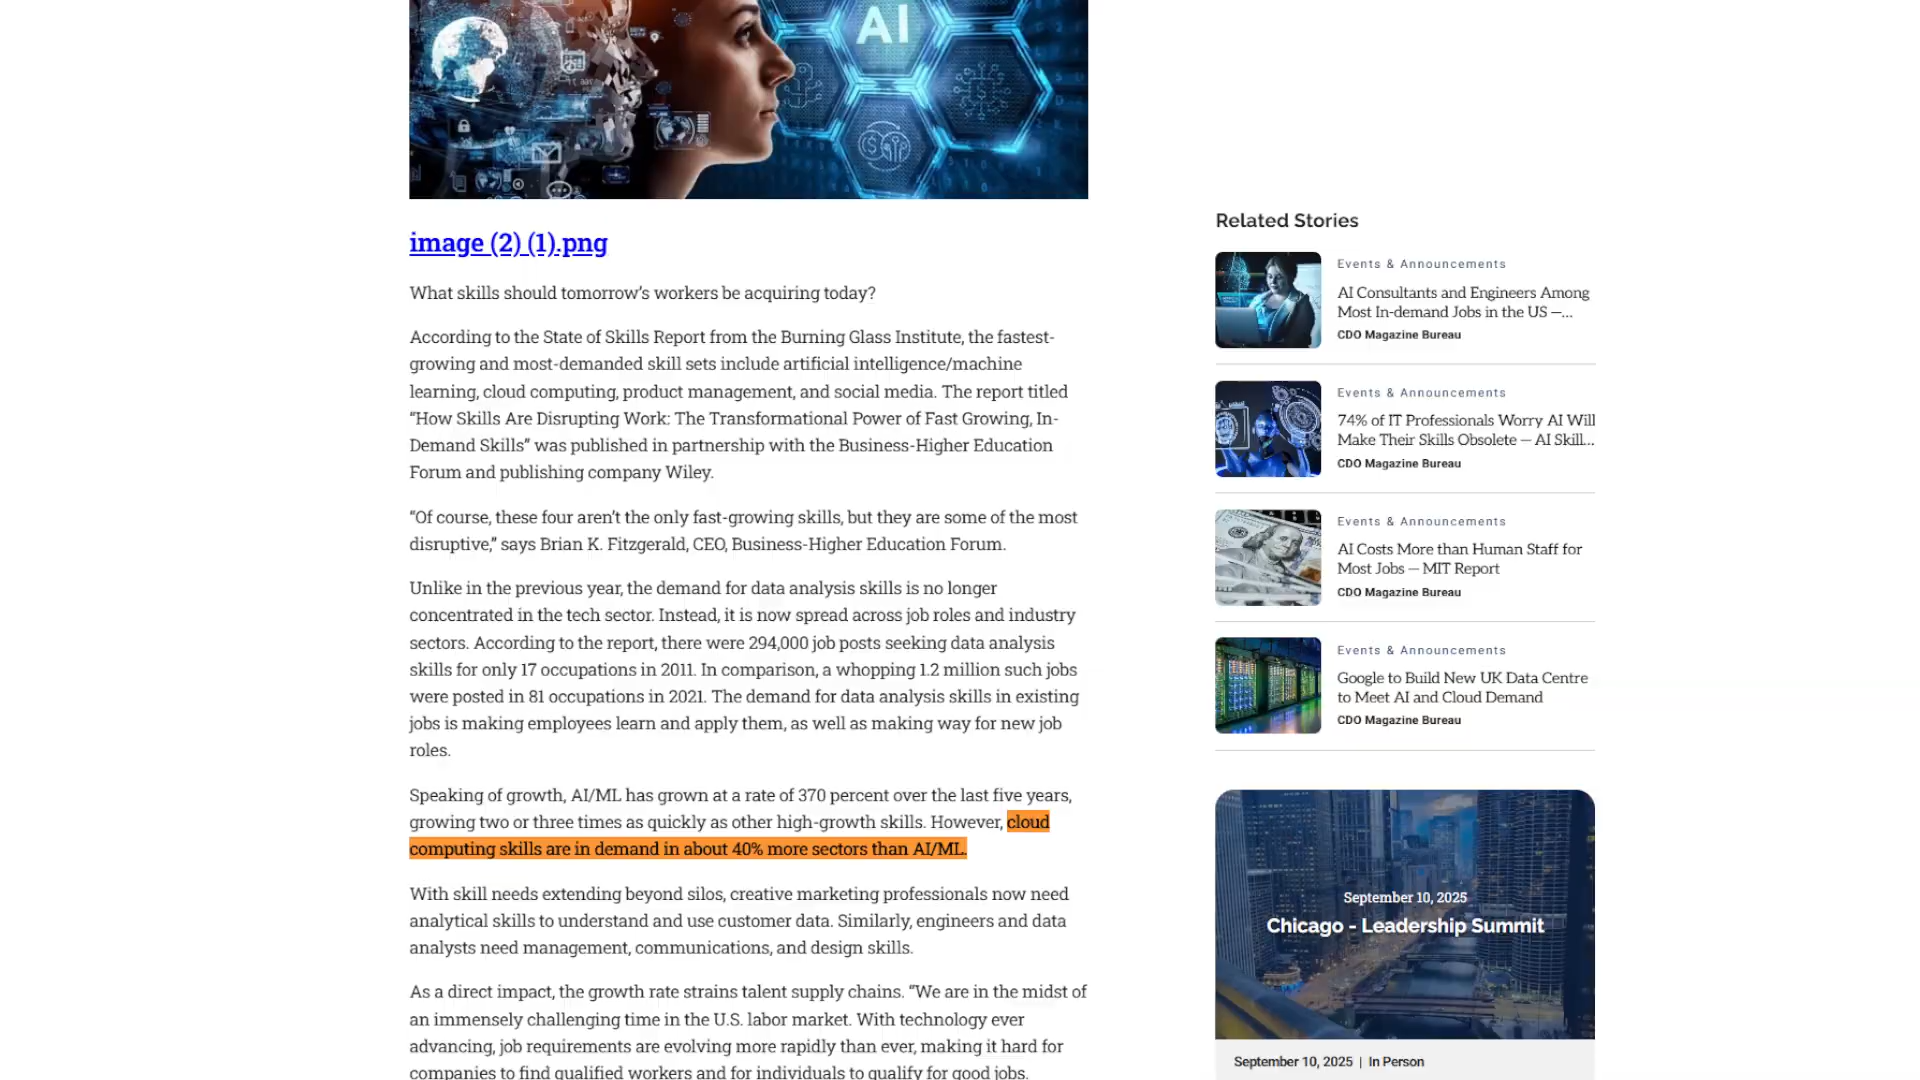 AI
image (2) (1).png
What skills should tomorrow’s workers be acquiring today?
According to the State of Skills Report from the Burning Glass Institute, the fastest-
growing and most-demanded skill sets include artificial intelligence/machine
learning, cloud computing, product management, and social media. The report titled
“How Skills Are Disrupting Work: The Transformational Power of Fast Growing, In-
Demand Skills” was published in partnership with the Business-Higher Education
Forum and publishing company Wiley.
“Of course, these four aren’t the only fast-growing skills, but they are some of the most
disruptive,” says Brian K. Fitzgerald, CEO, Business-Higher Education Forum.
Unlike in the previous year, the demand for data analysis skills is no longer
concentrated in the tech sector. Instead, it is now spread across job roles and industry
sectors. According to the report, there were 294,000 job posts seeking data analysis
skills for only 17 occupations in 2011. In comparison, a whopping 1.2 million such jobs
were posted in 81 occupations in 2021. The demand for data analysis skills in existing
jobs is making employees learn and apply them, as well as making way for new job
roles.
Speaking of growth, AI/ML has grown at a rate of 370 percent over the last five years,
growing two or three times as quickly as other high-growth skills. However, cloud
computing skills are in demand in about 40% more sectors than AI/ML.
With skill needs extending beyond silos, creative marketing professionals now need
analytical skills to understand and use customer data. Similarly, engineers and data
analysts need management, communications, and design skills.
As a direct impact, the growth rate strains talent supply chains. “We are in the midst of
an immensely challenging time in the U.S. labor market. With technology ever
advancing, job requirements are evolving more rapidly than ever, making it hard for
companies to find qualified workers and for individuals to qualify for good jobs.
Related Stories
Events & Announcements
AI Consultants and Engineers Among
Most In-demand Jobs in the US —...
CDO Magazine Bureau
Events & Announcements
74% of IT Professionals Worry AI Will
Make Their Skills Obsolete — AI Skill...
CDO Magazine Bureau
Events & Announcements
AI Costs More than Human Staff for
Most Jobs — MIT Report
CDO Magazine Bureau
Events & Announcements
Google to Build New UK Data Centre
to Meet AI and Cloud Demand
CDO Magazine Bureau
September 10, 2025
Chicago - Leadership Summit
September 10, 2025 | In Person